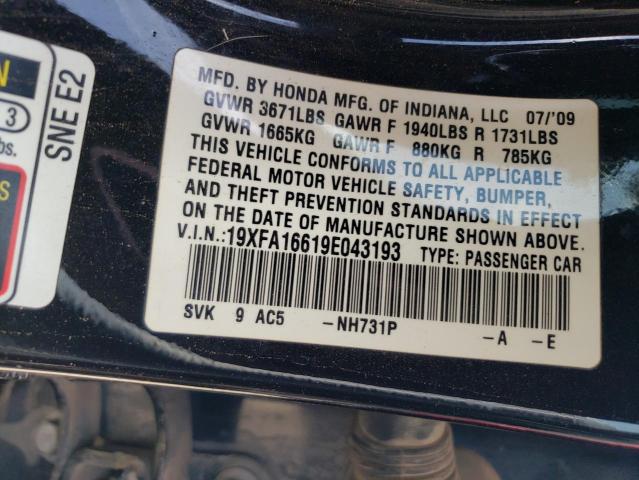 MFD. BY HONDA MFG. OF INDIANA, LLC 07/'09
GVWR 3671LBS GAWR F 1940LBS R 1731LBS
GVWR 1665KG GAWR F 880KG R 785KG
THIS VEHICLE CONFORMS TO ALL APPLICABLE
FEDERAL MOTOR VEHICLE SAFETY, BUMPER,
AND THEFT PREVENTION STANDARDS IN EFFECT
ON THE DATE OF MANUFACTURE SHOWN ABOVE.
V.I.N.:19XFA16619E043193 TYPE: PASSENGER CAR
SVK 9 AC5 -NH731P -A -E
N
3
bs.
S
SNE E2